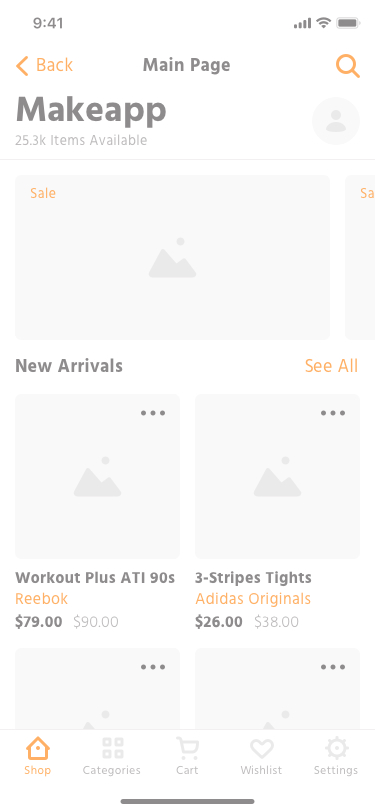 9:41
Back
Main Page
Makeapp
25.3k Items Available
Sale
Sa
New Arrivals
See All
Workout Plus ATI 90s
Reebok
$79.00 $90.00
3-Stripes Tights
Adidas Originals
$26.00 $38.00
Shop
Categories
Cart
Wishlist
Settings